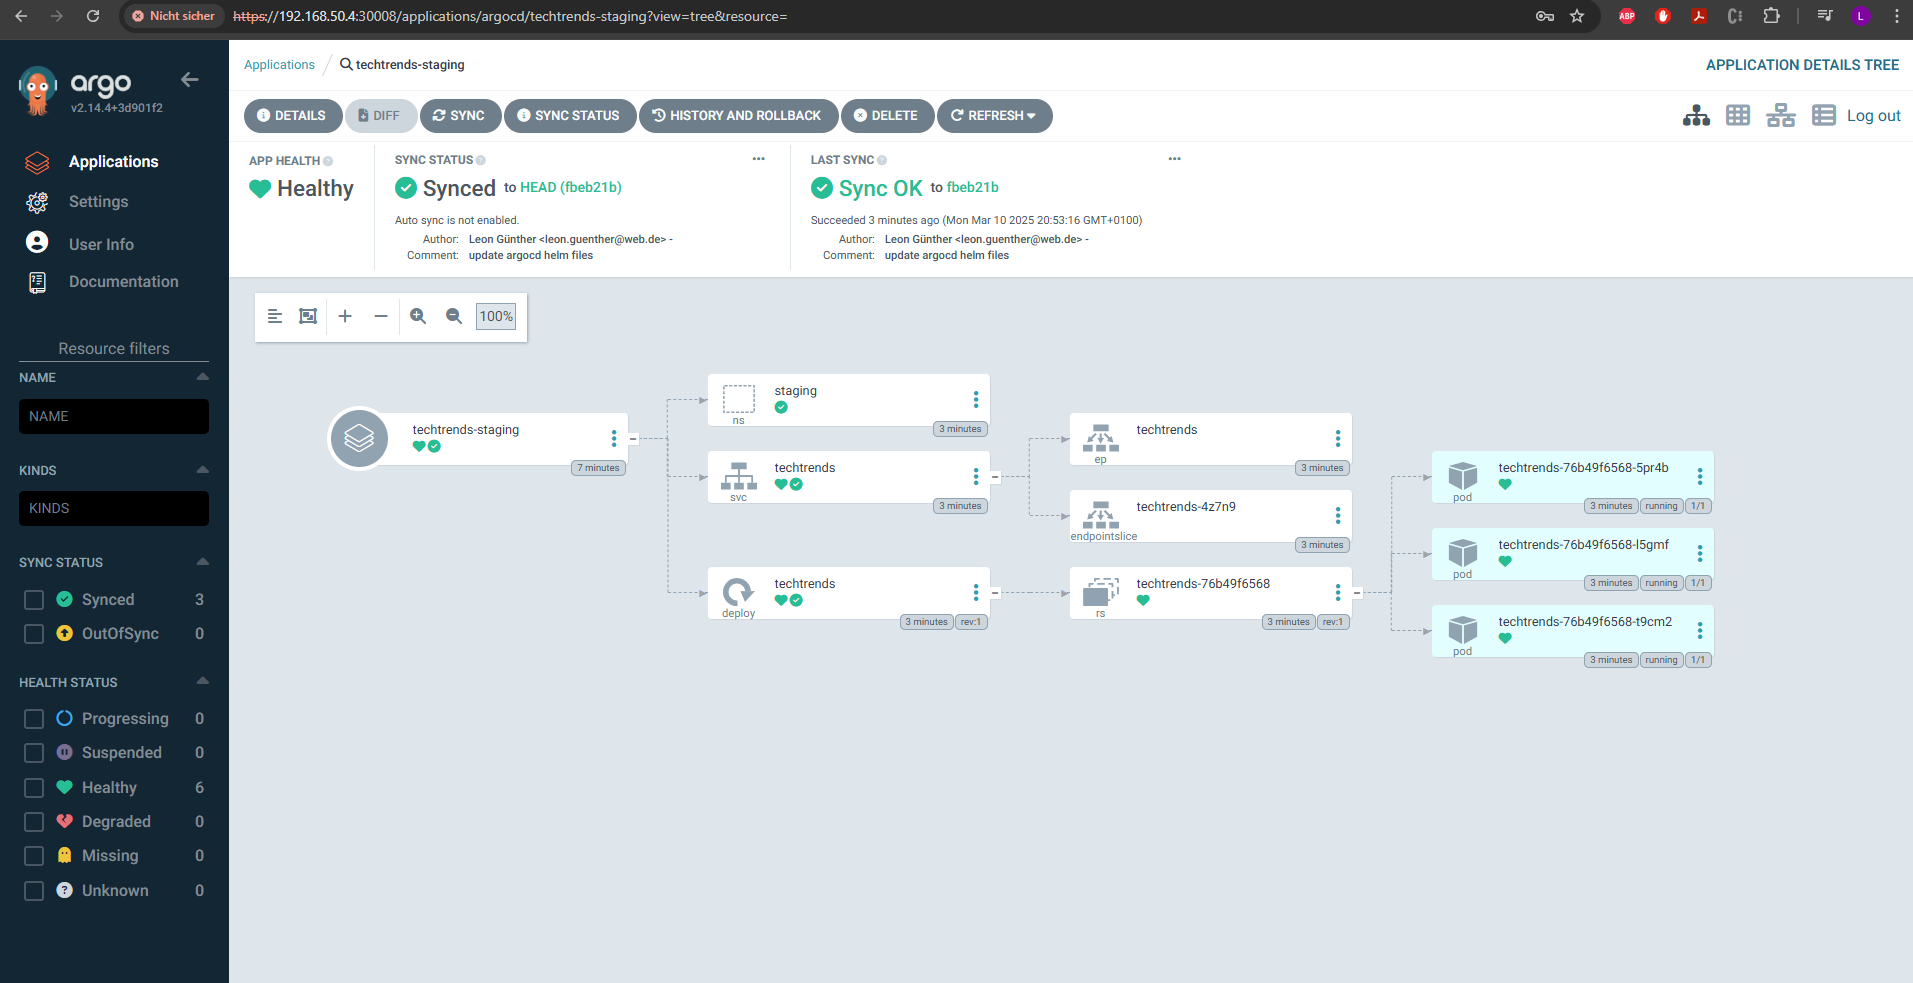 Nicht sicher https://192.168.50.4:30008/applications/argocd/techtrends-staging?view=tree&resource=
ABP
L
argo
v2.14.4+3d901f2
Applications
Settings
User Info
Documentation
Resource filters
NAME
NAME
KINDS
KINDS
SYNC STATUS
Synced 3
OutOfSync 0
HEALTH STATUS
Progressing 0
Suspended 0
Healthy 6
Degraded 0
Missing 0
Unknown 0
Applications / techtrends-staging
APPLICATION DETAILS TREE
DETAILS DIFF SYNC SYNC STATUS HISTORY AND ROLLBACK DELETE REFRESH
Log out
APP HEALTH
Healthy
SYNC STATUS
Synced to HEAD (fbeb21b)
Auto sync is not enabled.
Author: Leon Günther <leon.guenther@web.de> -
Comment: update argocd helm files
LAST SYNC
Sync OK to fbeb21b
Succeeded 3 minutes ago (Mon Mar 10 2025 20:53:16 GMT+0100)
Author: Leon Günther <leon.guenther@web.de> -
Comment: update argocd helm files
100%
techtrends-staging
7 minutes
staging
ns
3 minutes
techtrends
svc
3 minutes
techtrends
deploy
3 minutes rev:1
techtrends
ep
3 minutes
techtrends-4z7n9
endpointslice
3 minutes
techtrends-76b49f6568
rs
3 minutes rev:1
techtrends-76b49f6568-5pr4b
pod
3 minutes running 1/1
techtrends-76b49f6568-l5gmf
pod
3 minutes running 1/1
techtrends-76b49f6568-t9cm2
pod
3 minutes running 1/1